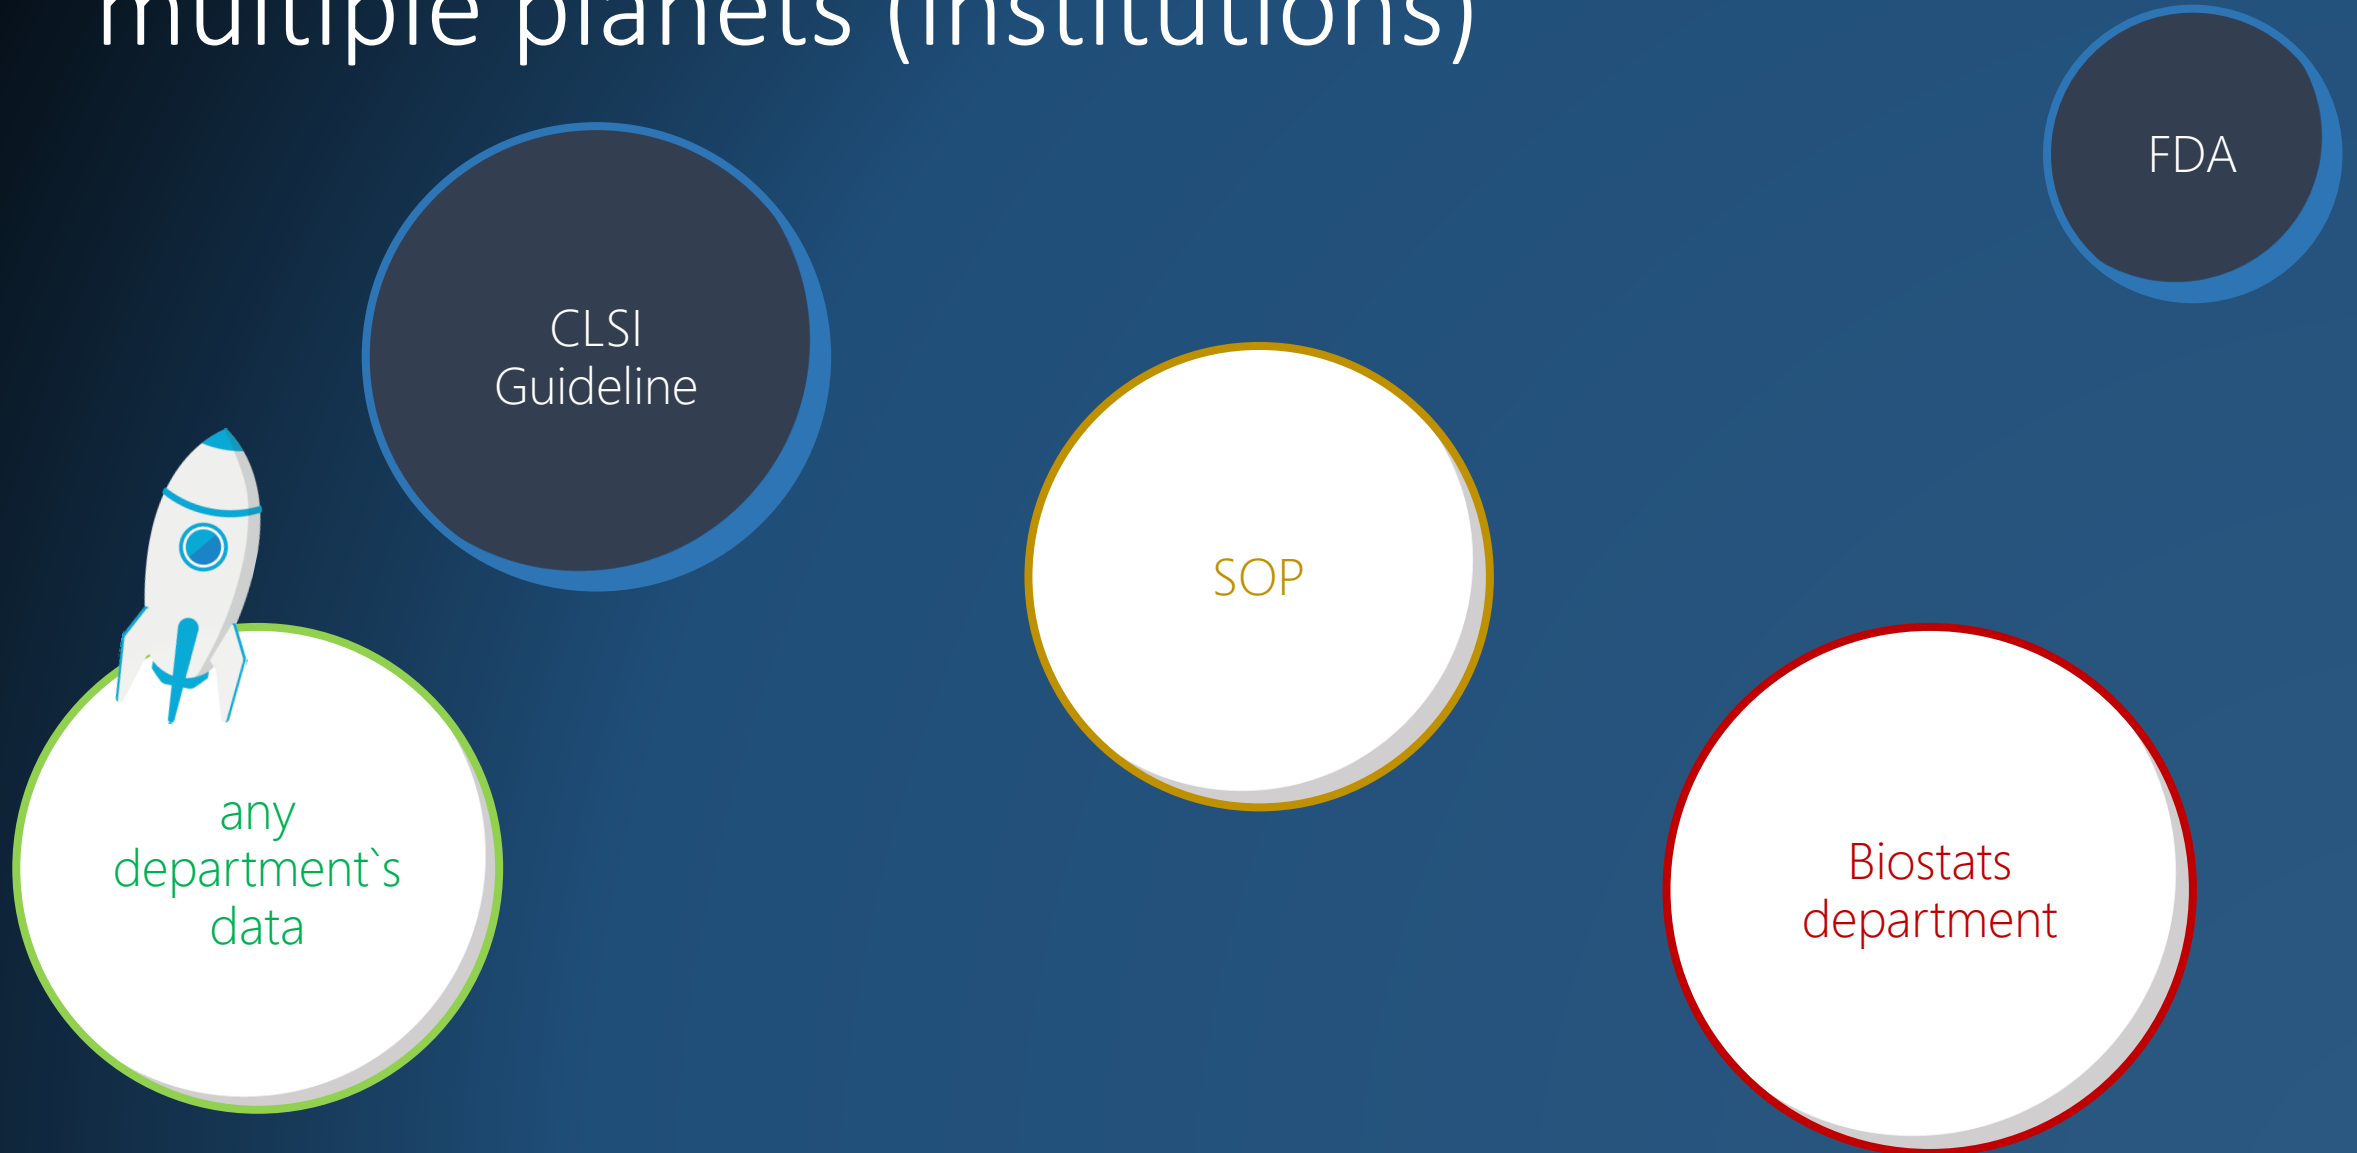 multiple planets (institutions)
FDA
CLSI
Guideline
SOP
any
department`s
data
Biostats
department